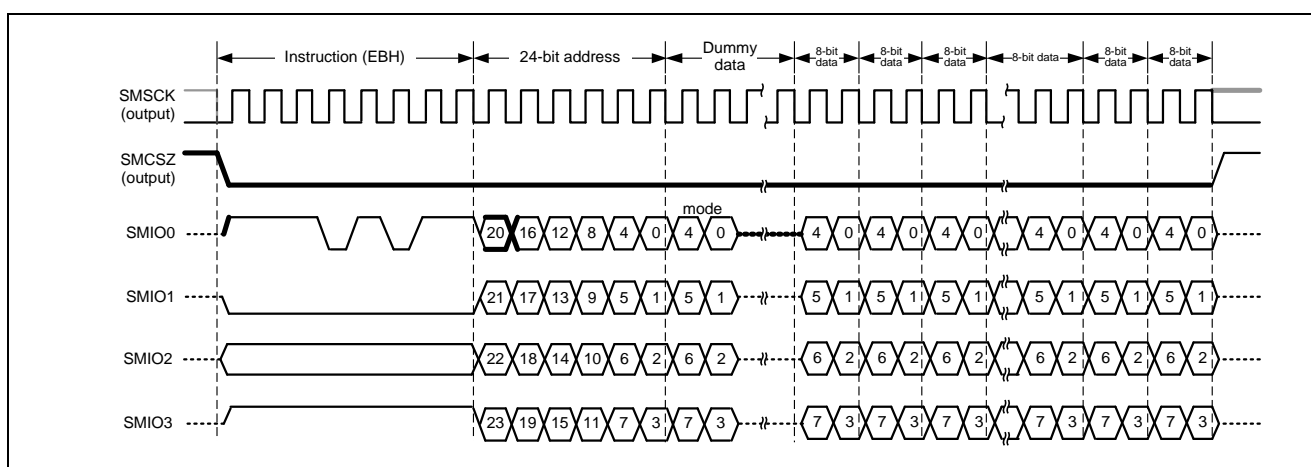 Instruction (EBH) 24-bit address Dummy data 8-bit data 8-bit data 8-bit data 8-bit data 8-bit data 8-bit data
SMSCK
(output)
SMCSZ
(output)
mode
SMIO0 20 16 12 8 4 0 4 0 4 0 4 0 4 0 4 0 4 0 4 0
SMIO1 21 17 13 9 5 1 5 1 5 1 5 1 5 1 5 1 5 1 5 1
SMIO2 22 18 14 10 6 2 6 2 6 2 6 2 6 2 6 2 6 2 6 2
SMIO3 23 19 15 11 7 3 7 3 7 3 7 3 7 3 7 3 7 3 7 3